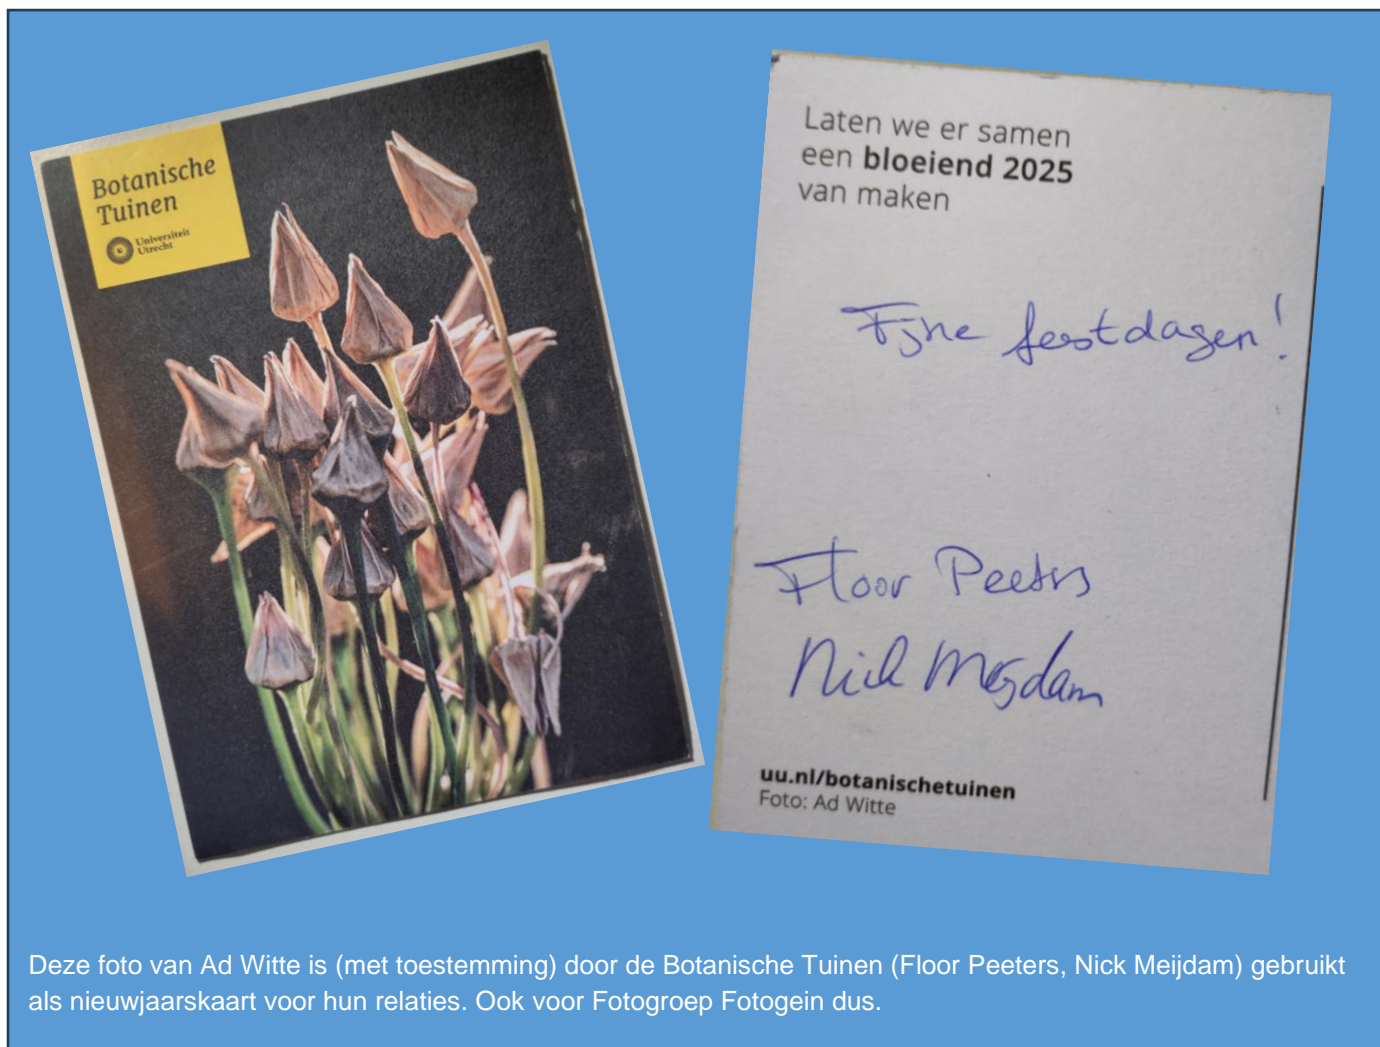 Botanische
Tuinen
Universiteit
Utrecht
Laten we er samen
een bloeiend 2025
van maken
Fijne feestdagen!
Floor Peeters
Nick Meijdam
uu.nl/botanischetuinen
Foto: Ad Witte
Deze foto van Ad Witte is (met toestemming) door de Botanische Tuinen (Floor Peeters, Nick Meijdam) gebruikt
als nieuwjaarskaart voor hun relaties. Ook voor Fotogroep Fotogein dus.